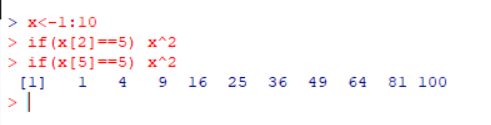 > x<-1:10
> if(x[2]==5) x^2
> if(x[5]==5) x^2
[1] 1 4 9 16 25 36 49 64 81 100
>